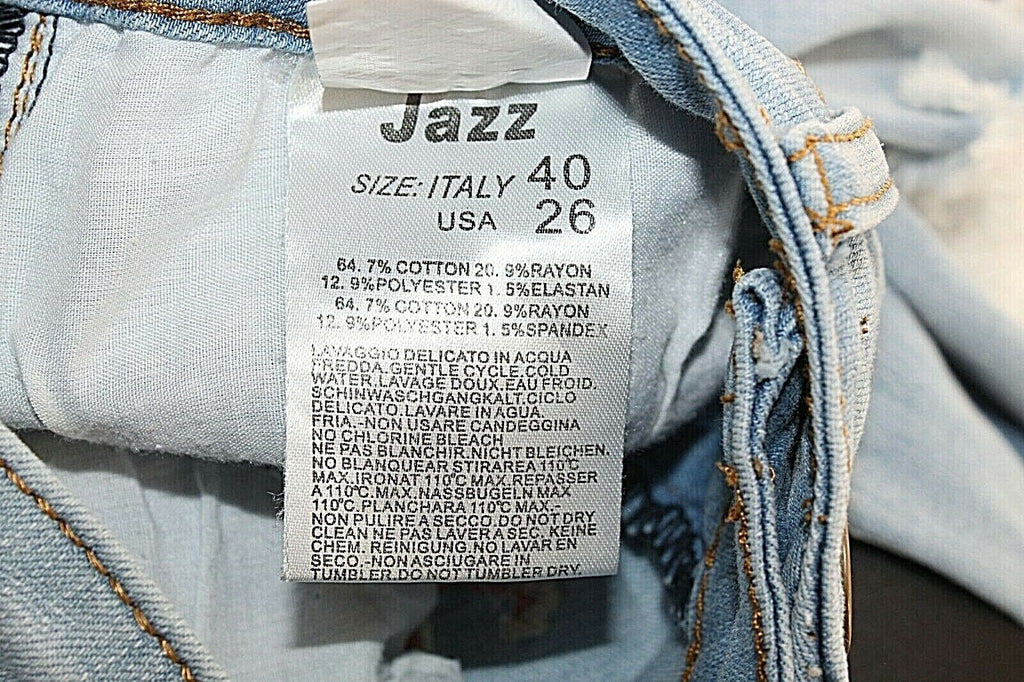 Jazz
SIZE: ITALY 40
USA 26
64. 7% COTTON 20. 9%RAYON
12. 9%POLYESTER 1. 5%ELASTAN
64. 7% COTTON 20. 9%RAYON
12. 9%POLYESTER 1. 5%SPANDEX
LAVAGGIO DELICATO IN ACQUA
FREDDA.GENTLE CYCLE.COLD
WATER.LAVAGE DOUX.EAU FROID.
SCHINWASCHGANGKALT.CICLO
DELICATO.LAVARE IN AGUA.
FRIA.-NON USARE CANDEGGINA
NO CHLORINE BLEACH
NE PAS BLANCHIR.NICHT BLEICHEN.
NO BLANQUEAR STIRAREA 110°C
MAX.IRONAT 110°C MAX.REPASSER
A 110°C.MAX.NASSBUGELN MAX
110°C.PLANCHARA 110°C MAX.-
NON PULIRE A SECCO.DO NOT DRY
CLEAN NE PAS LAVER A SEC. KEINE
CHEM. REINIGUNG.NO LAVAR EN
SECO.-NON ASCIUGARE IN
TUMBLER.DO NOT TUMBLER DRY.